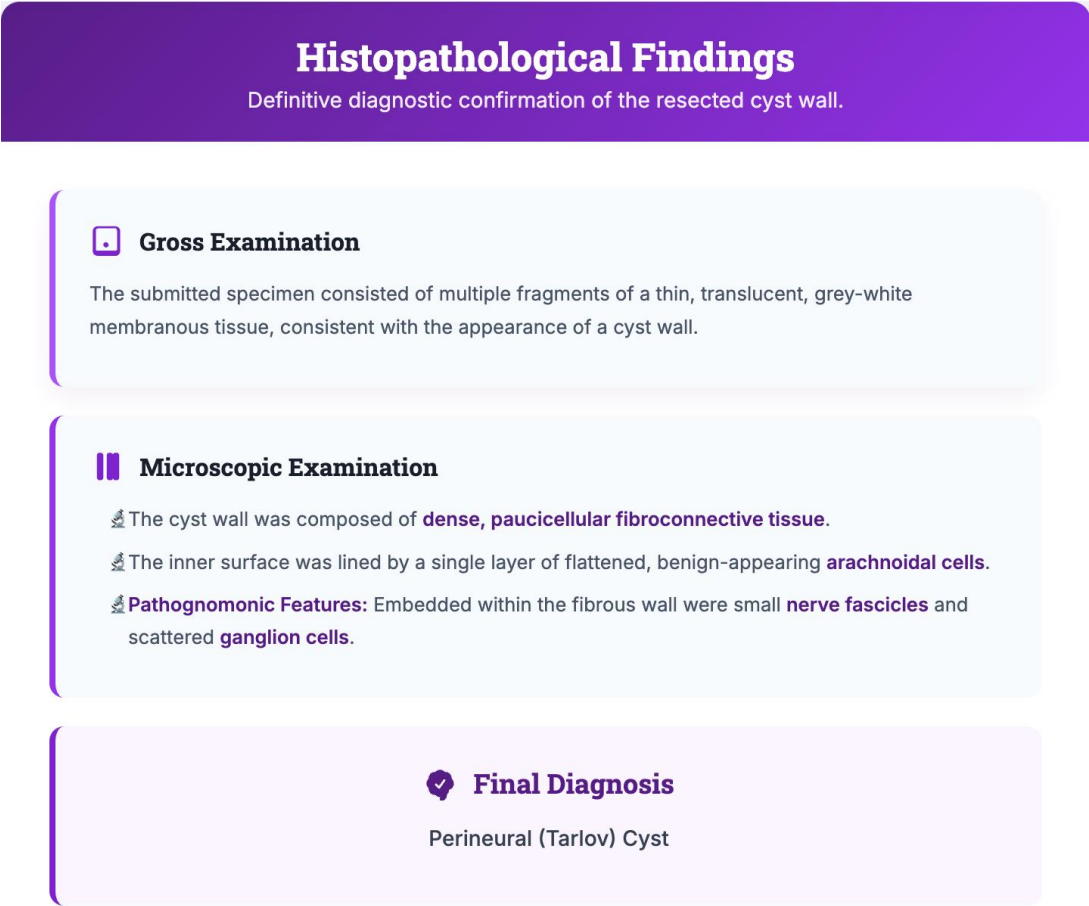 Histopathological Findings
Definitive diagnostic confirmation of the resected cyst wall.
Gross Examination
The submitted specimen consisted of multiple fragments of a thin, translucent, grey-white
membranous tissue, consistent with the appearance of a cyst wall.
Microscopic Examination
The cyst wall was composed of dense, paucicellular fibroconnective tissue.
The inner surface was lined by a single layer of flattened, benign-appearing arachnoidal cells.
Pathognomonic Features: Embedded within the fibrous wall were small nerve fascicles and
scattered ganglion cells.
Final Diagnosis
Perineural (Tarlov) Cyst